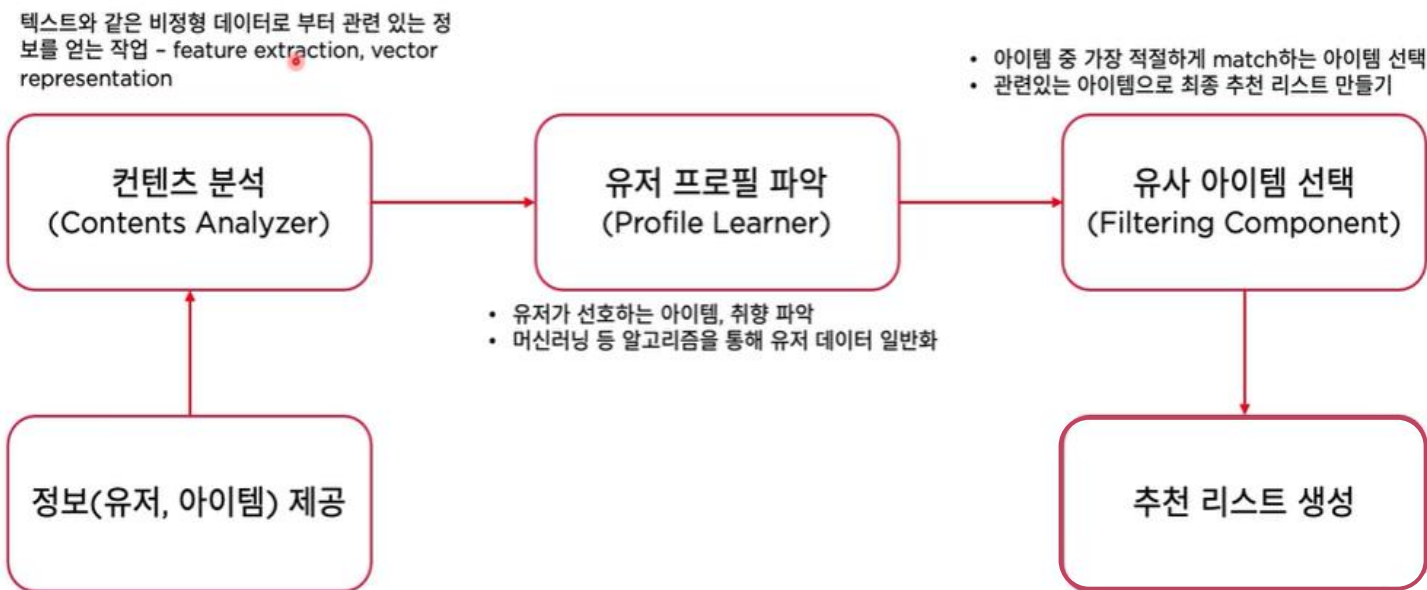 텍스트와 같은 비정형 데이터로 부터 관련 있는 정
보를 얻는 작업 – feature extraction, vector
representation
• 아이템 중 가장 적절하게 match하는 아이템 선택
• 관련있는 아이템으로 최종 추천 리스트 만들기
컨텐츠 분석
(Contents Analyzer)
유저 프로필 파악
(Profile Learner)
유사 아이템 선택
(Filtering Component)
• 유저가 선호하는 아이템, 취향 파악
• 머신러닝 등 알고리즘을 통해 유저 데이터 일반화
정보(유저, 아이템) 제공
추천 리스트 생성